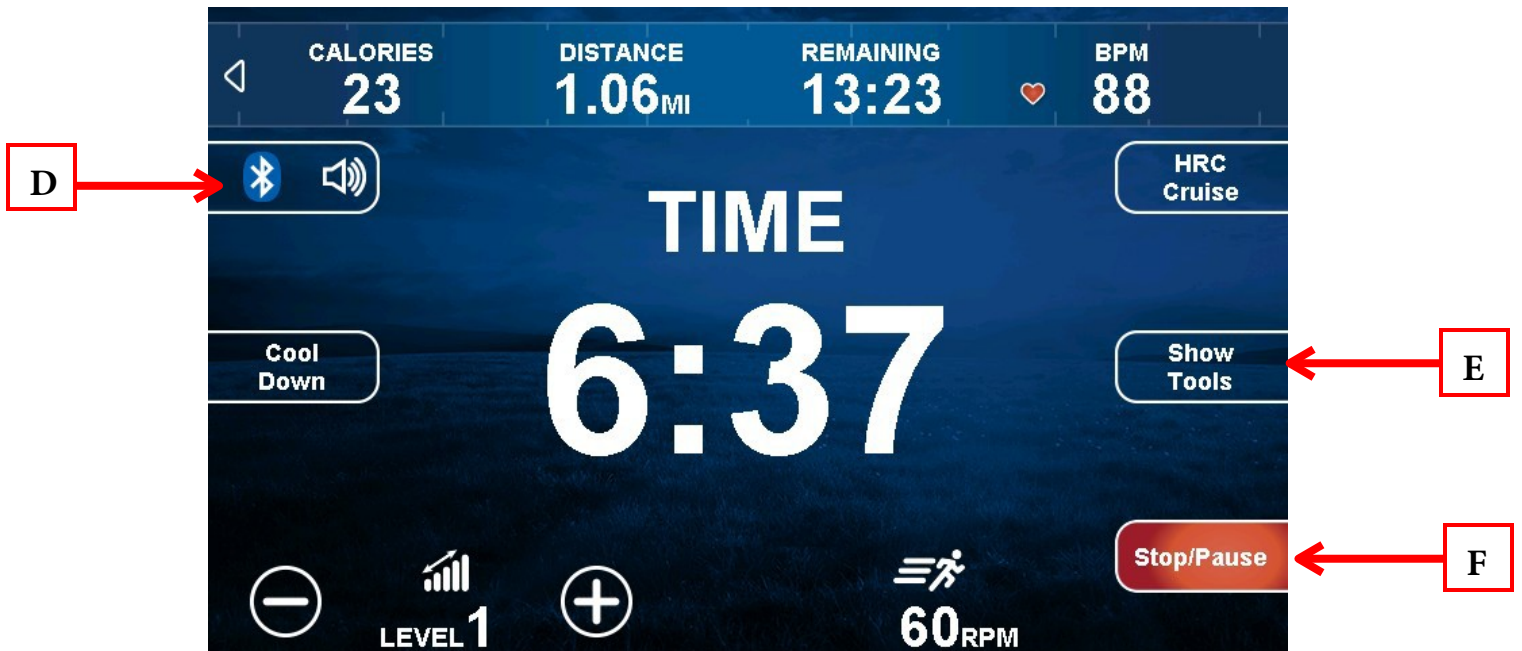 CALORIES DISTANCE REMAINING BPM
23 1.06MI 13:23 88
D
HRC
Cruise
TIME
6:37
Cool
Down
Show
Tools
E
Stop/Pause
F
LEVEL 1
60RPM